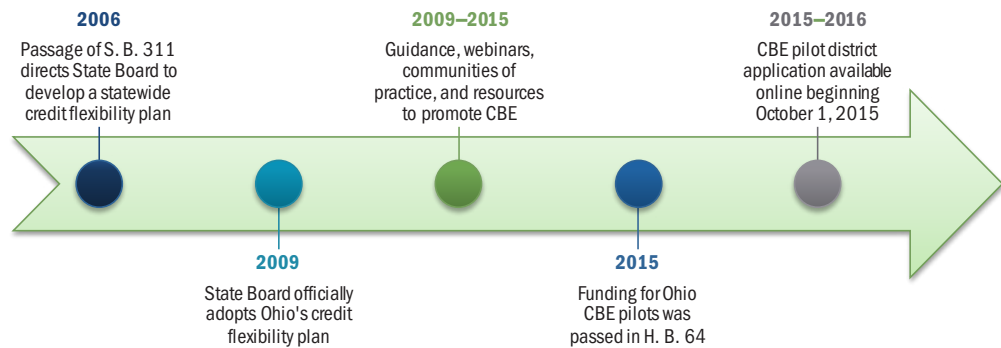 2006
Passage of S. B. 311
directs State Board to
develop a statewide
credit flexibility plan
2009
State Board officially
adopts Ohio's credit
flexibility plan
2009–2015
Guidance, webinars,
communities of
practice, and resources
to promote CBE
2015
Funding for Ohio
CBE pilots was
passed in H. B. 64
2015–2016
CBE pilot district
application available
online beginning
October 1, 2015